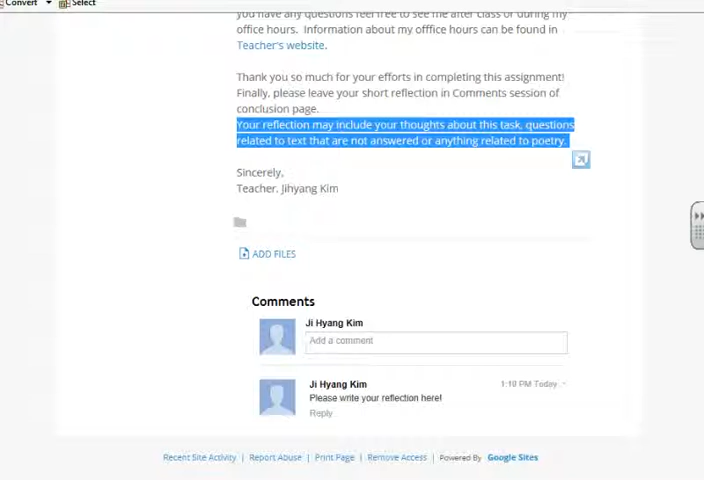 Convert Select
you have any questions feel free to see me after class or during my
office hours. Information about my offfice hours can be found in
Teacher's website.
Thank you so much for your efforts in completing this assignment!
Finally, please leave your short reflection in Comments session of
conclusion page.
Your reflection may include your thoughts about this task, questions
related to text that are not answered or anything related to poetry.
Sincerely,
Teacher. Jihyang Kim
ADD FILES
Comments
Ji Hyang Kim
Add a comment
Ji Hyang Kim 1:10 PM Today
Please write your reflection here!
Reply
Recent Site Activity | Report Abuse | Print Page | Remove Access | Powered By Google Sites